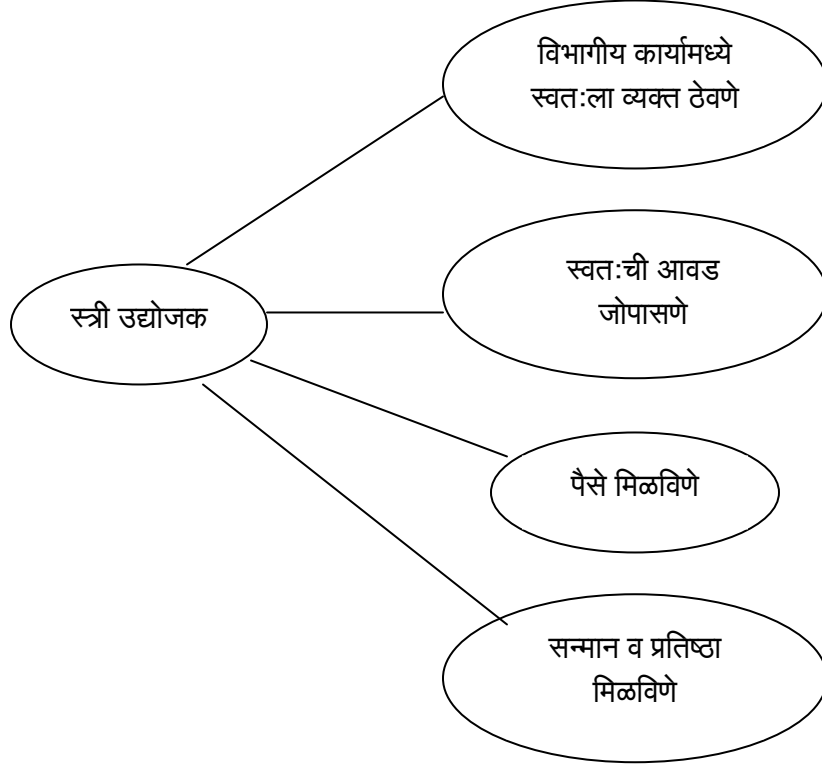 विभागीय कार्यामध्ये
स्वत:ला व्यक्त ठेवणे
स्वत:ची आवड
जोपासणे
स्त्री उद्योजक
पैसे मिळविणे
सन्मान व प्रतिष्ठा
मिळविणे